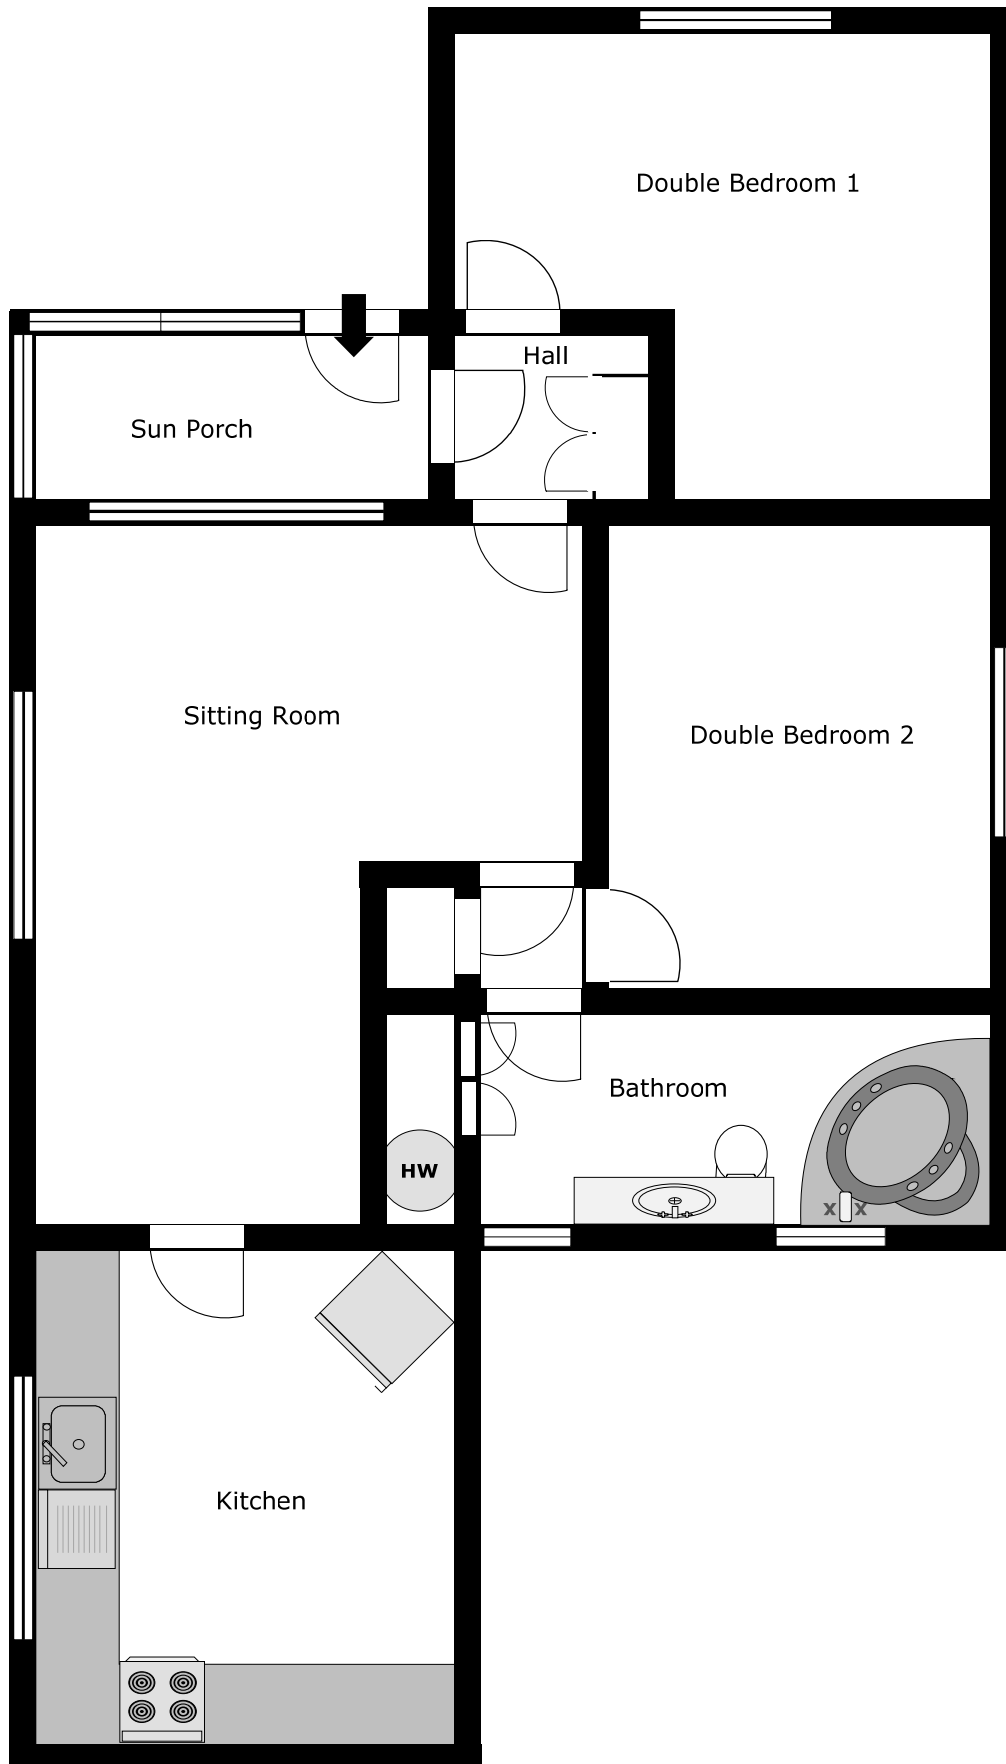 Double Bedroom 1
Hall
Sun Porch
Sitting Room
Double Bedroom 2
Bathroom
HW
X X
Kitchen